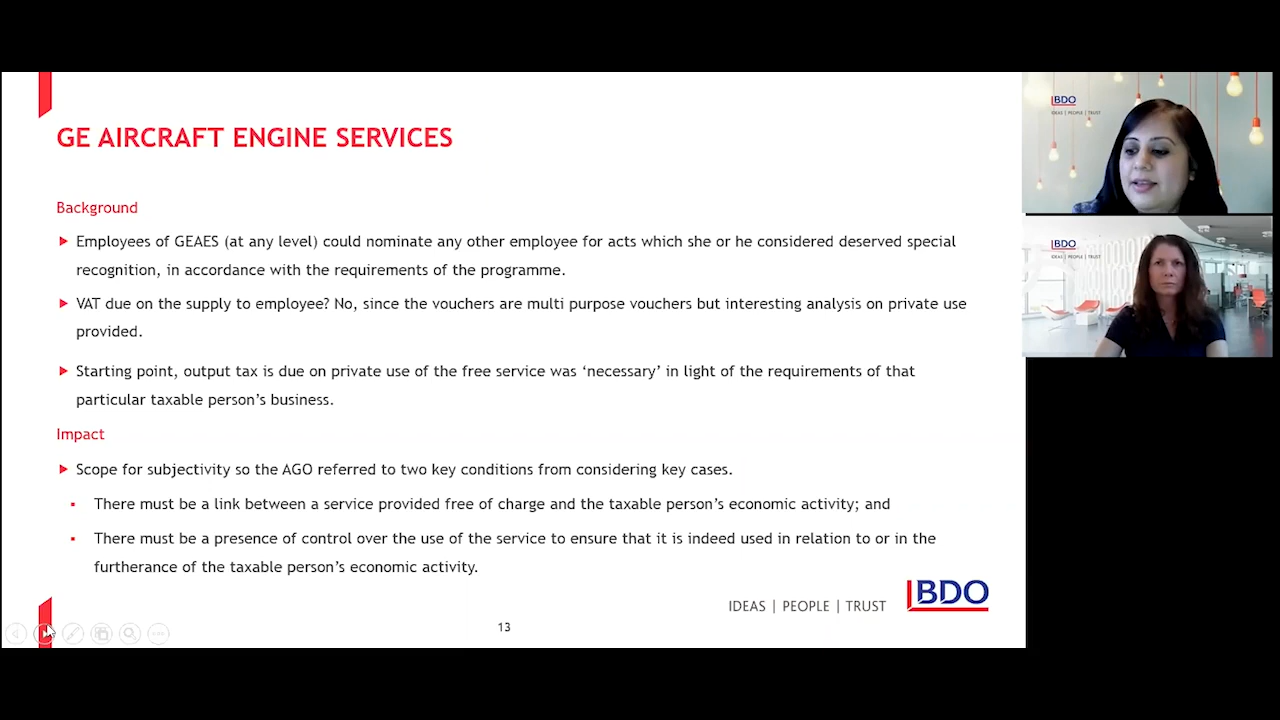 GE AIRCRAFT ENGINE SERVICES
Background
Employees of GEAES (at any level) could nominate any other employee for acts which she or he considered deserved special
recognition, in accordance with the requirements of the programme.
VAT due on the supply to employee? No, since the vouchers are multi purpose vouchers but interesting analysis on private use
provided.
Starting point, output tax is due on private use of the free service was ‘necessary’ in light of the requirements of that
particular taxable person’s business.
Impact
Scope for subjectivity so the AGO referred to two key conditions from considering key cases.
There must be a link between a service provided free of charge and the taxable person’s economic activity; and
There must be a presence of control over the use of the service to ensure that it is indeed used in relation to or in the
furtherance of the taxable person’s economic activity.
IDEAS | PEOPLE | TRUST
BDO
13
BDO
IDEAS | PEOPLE | TRUST
BDO
IDEAS | PEOPLE | TRUST